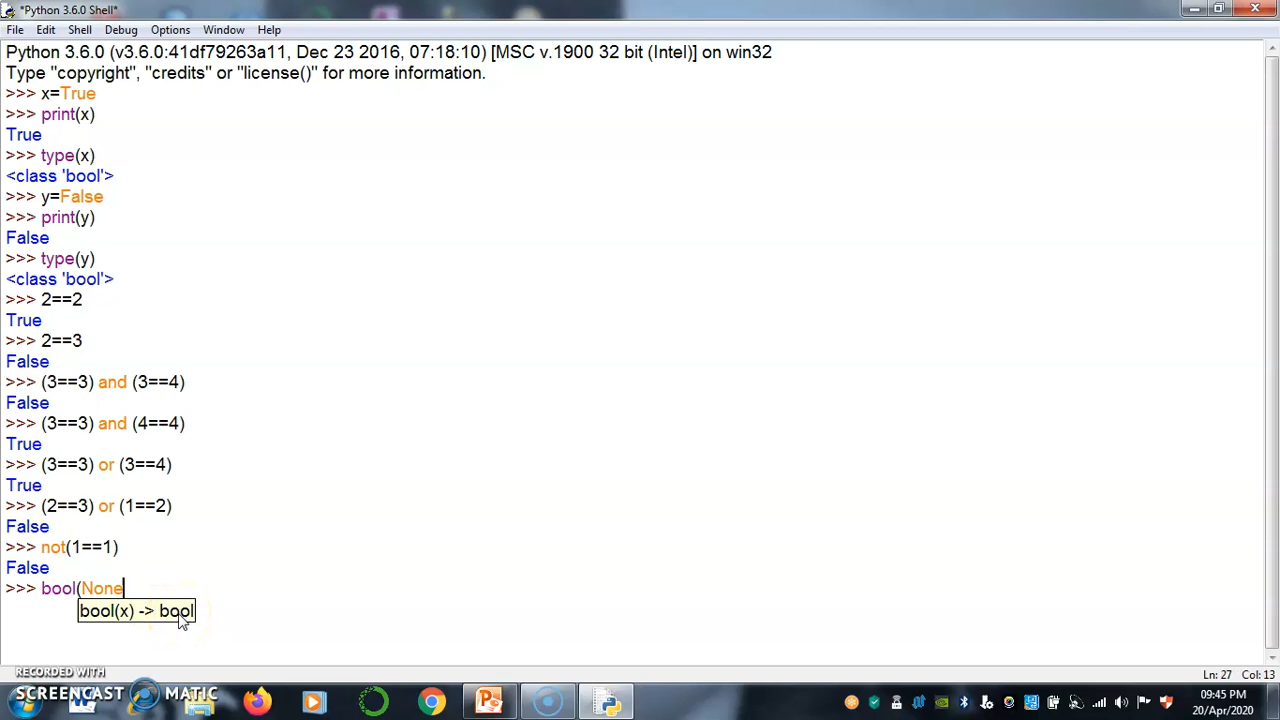 *Python 3.6.0 Shell*
File Edit Shell Debug Options Window Help
Python 3.6.0 (v3.6.0:41df79263a11, Dec 23 2016, 07:18:10) [MSC v.1900 32 bit (Intel)] on win32
Type "copyright", "credits" or "license()" for more information.
>>> x=True
>>> print(x)
True
>>> type(x)
<class 'bool'>
>>> y=False
>>> print(y)
False
>>> type(y)
<class 'bool'>
>>> 2==2
True
>>> 2==3
False
>>> (3==3) and (3==4)
False
>>> (3==3) and (4==4)
True
>>> (3==3) or (3==4)
True
>>> (2==3) or (1==2)
False
>>> not(1==1)
False
>>> bool(None
bool(x) -> bool
Ln: 27 Col: 13
RECORDED WITH
SCREENCAST MATIC
09:45 PM
20/Apr/2020